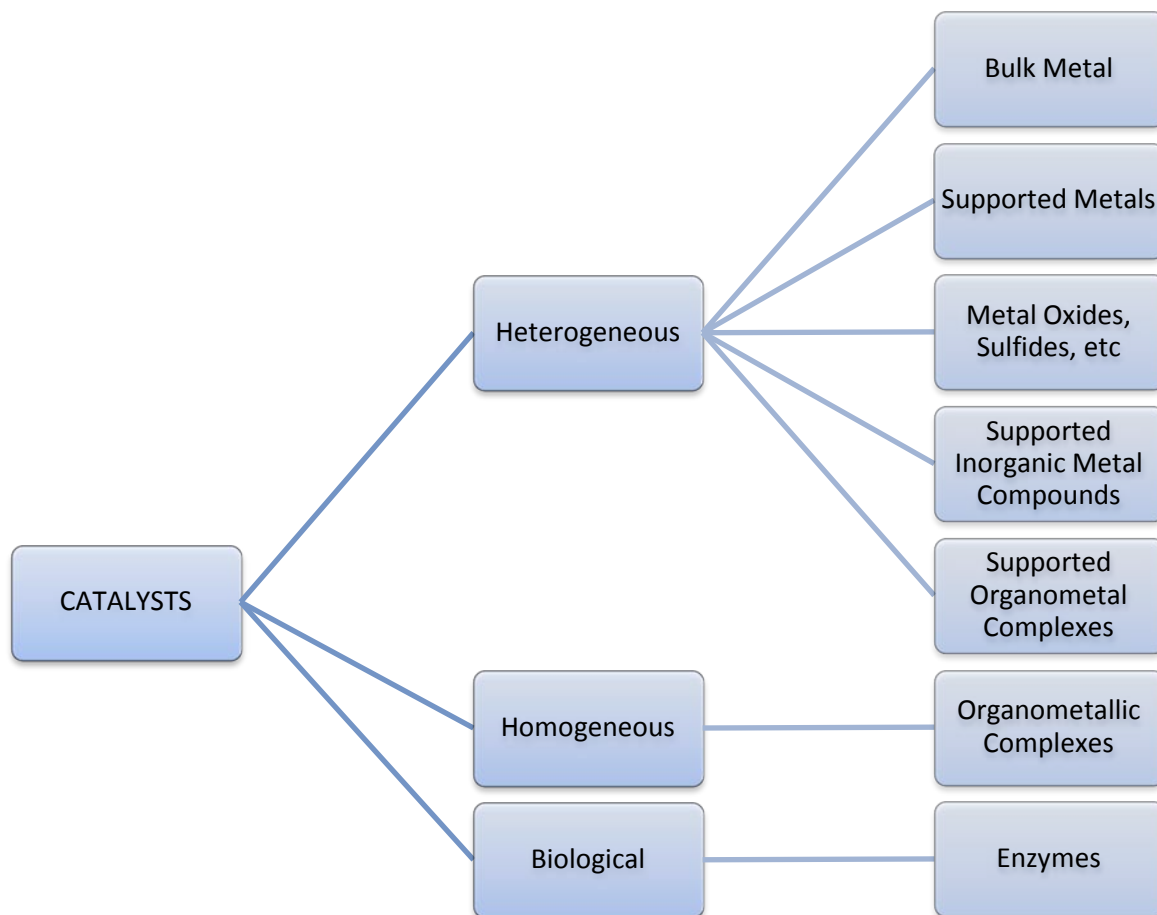 Bulk Metal
Supported Metals
Heterogeneous
Metal Oxides,
Sulfides, etc
Supported
Inorganic Metal
Compounds
CATALYSTS
Supported
Organometal
Complexes
Homogeneous
Organometallic
Complexes
Biological
Enzymes